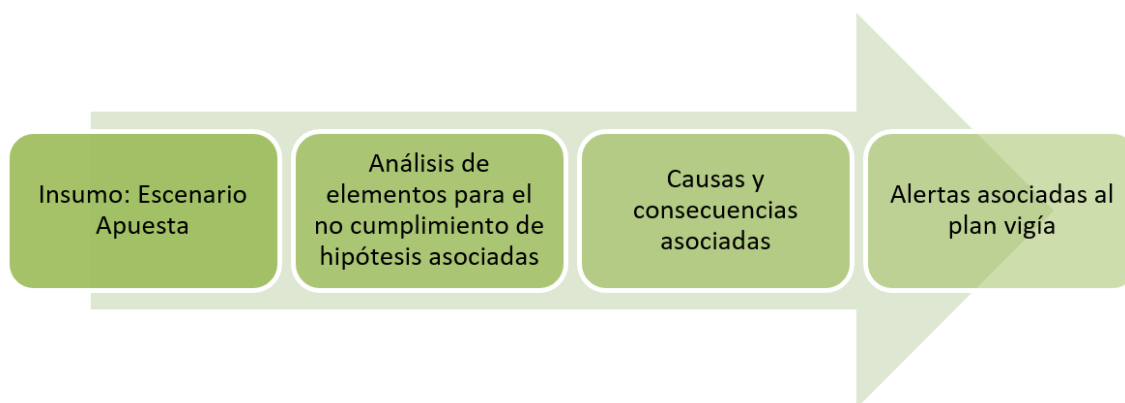 Insumo: Escenario
Apuesta
Análisis de
elementos para el
no cumplimiento de
hipótesis asociadas
Causas y
consecuencias
asociadas
Alertas asociadas al
plan vigía